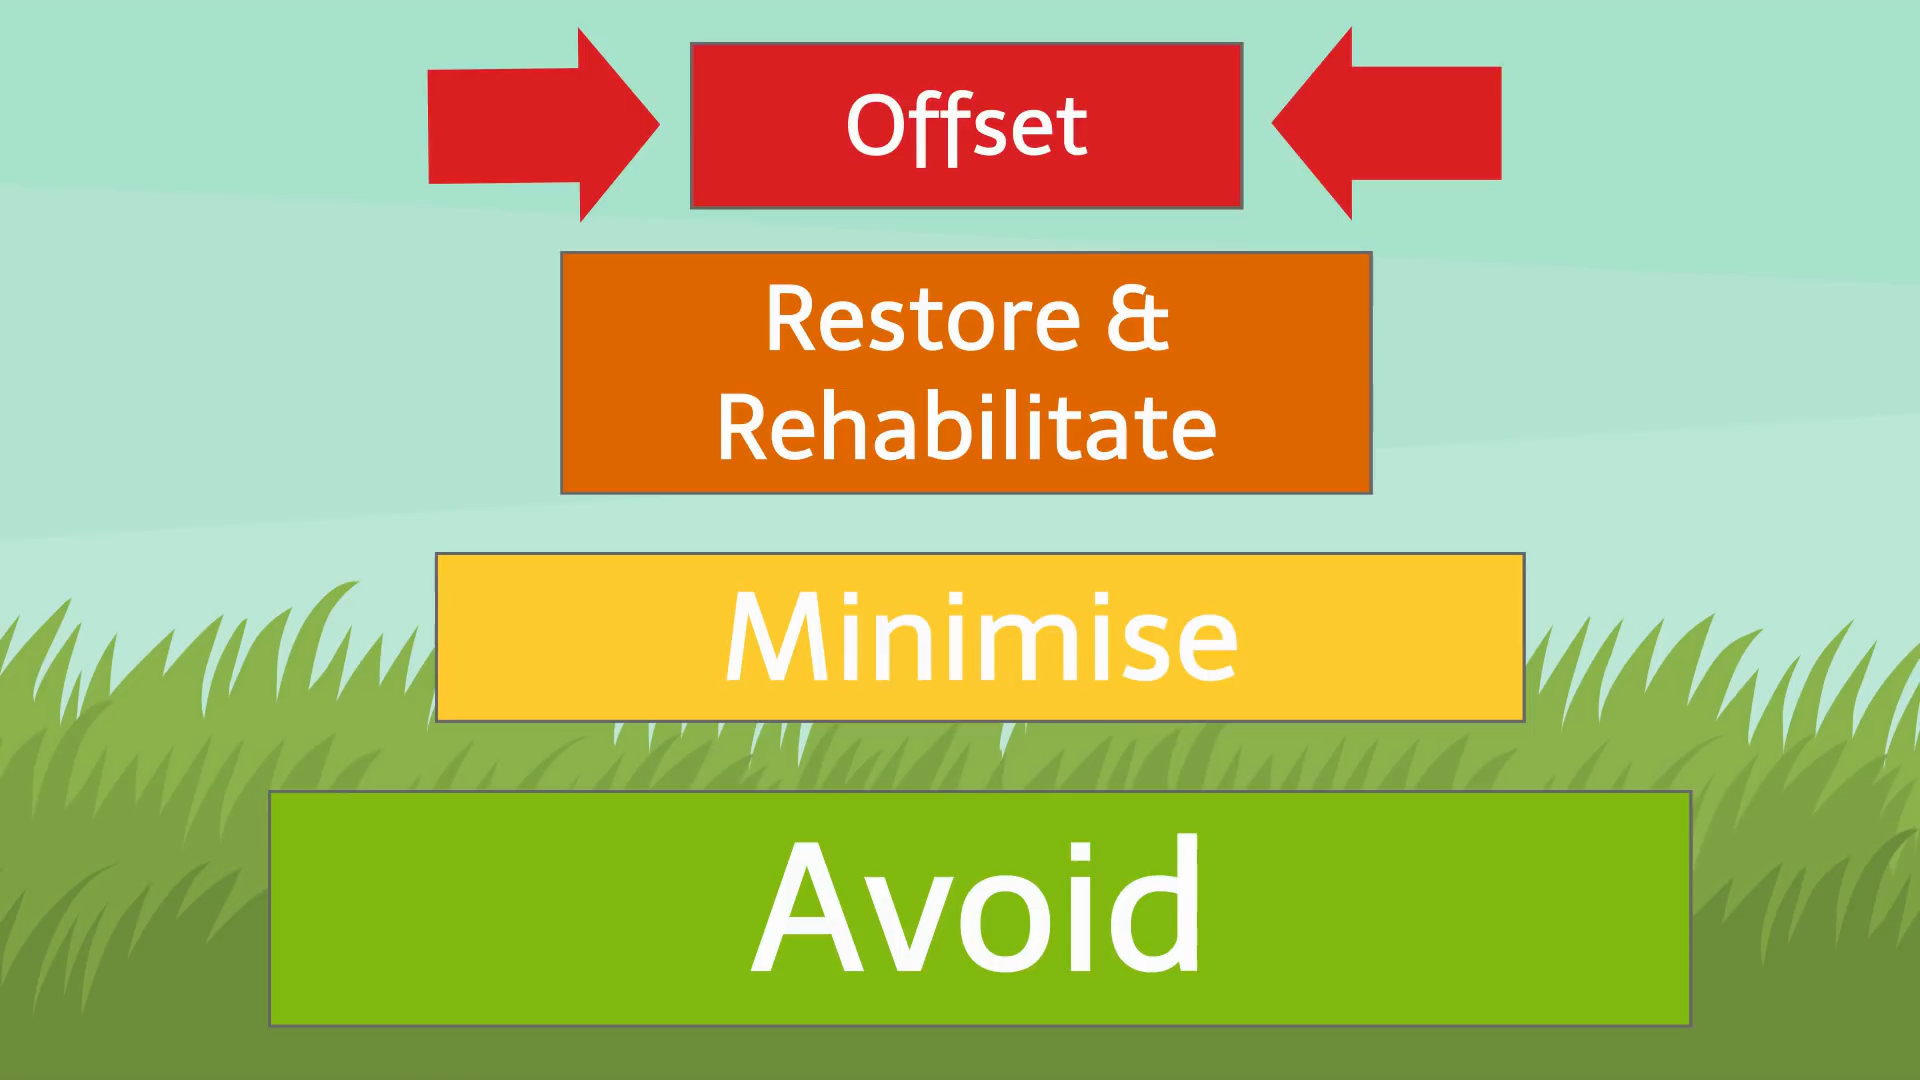 Offset
Restore &
Rehabilitate
Minimise
Avoid